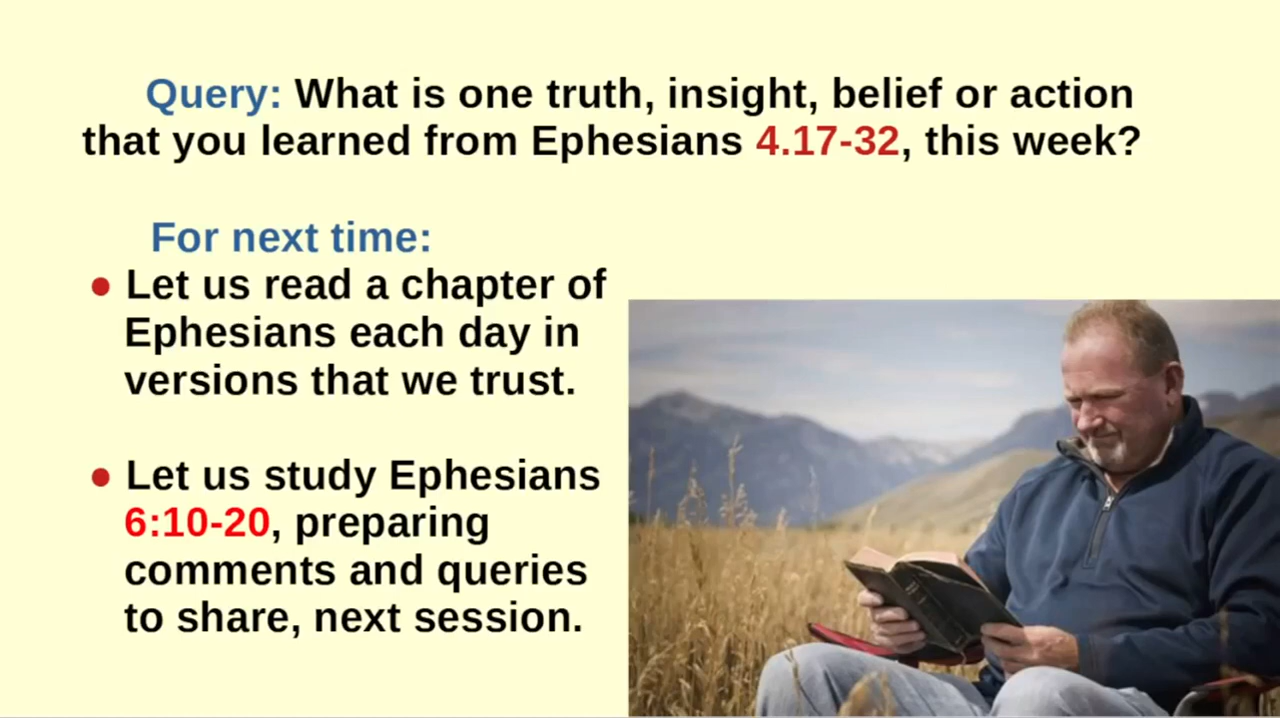 Query: What is one truth, insight, belief or action
that you learned from Ephesians 4.17-32, this week?
For next time:
● Let us read a chapter of
Ephesians each day in
versions that we trust.
● Let us study Ephesians
6:10-20, preparing
comments and queries
to share, next session.